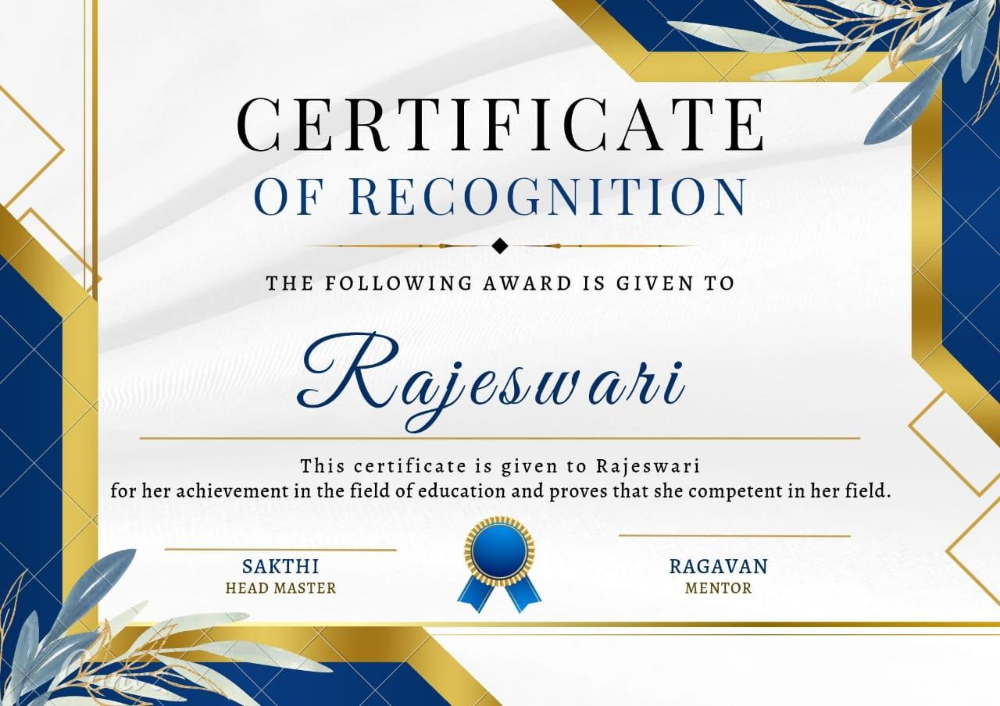 CERTIFICATE
OF RECOGNITION
THE FOLLOWING AWARD IS GIVEN TO
Rajeswari
This certificate is given to Rajeswari
for her achievement in the field of education and proves that she competent in her field.
SAKTHI
HEAD MASTER
RAGAVAN
MENTOR
Canva